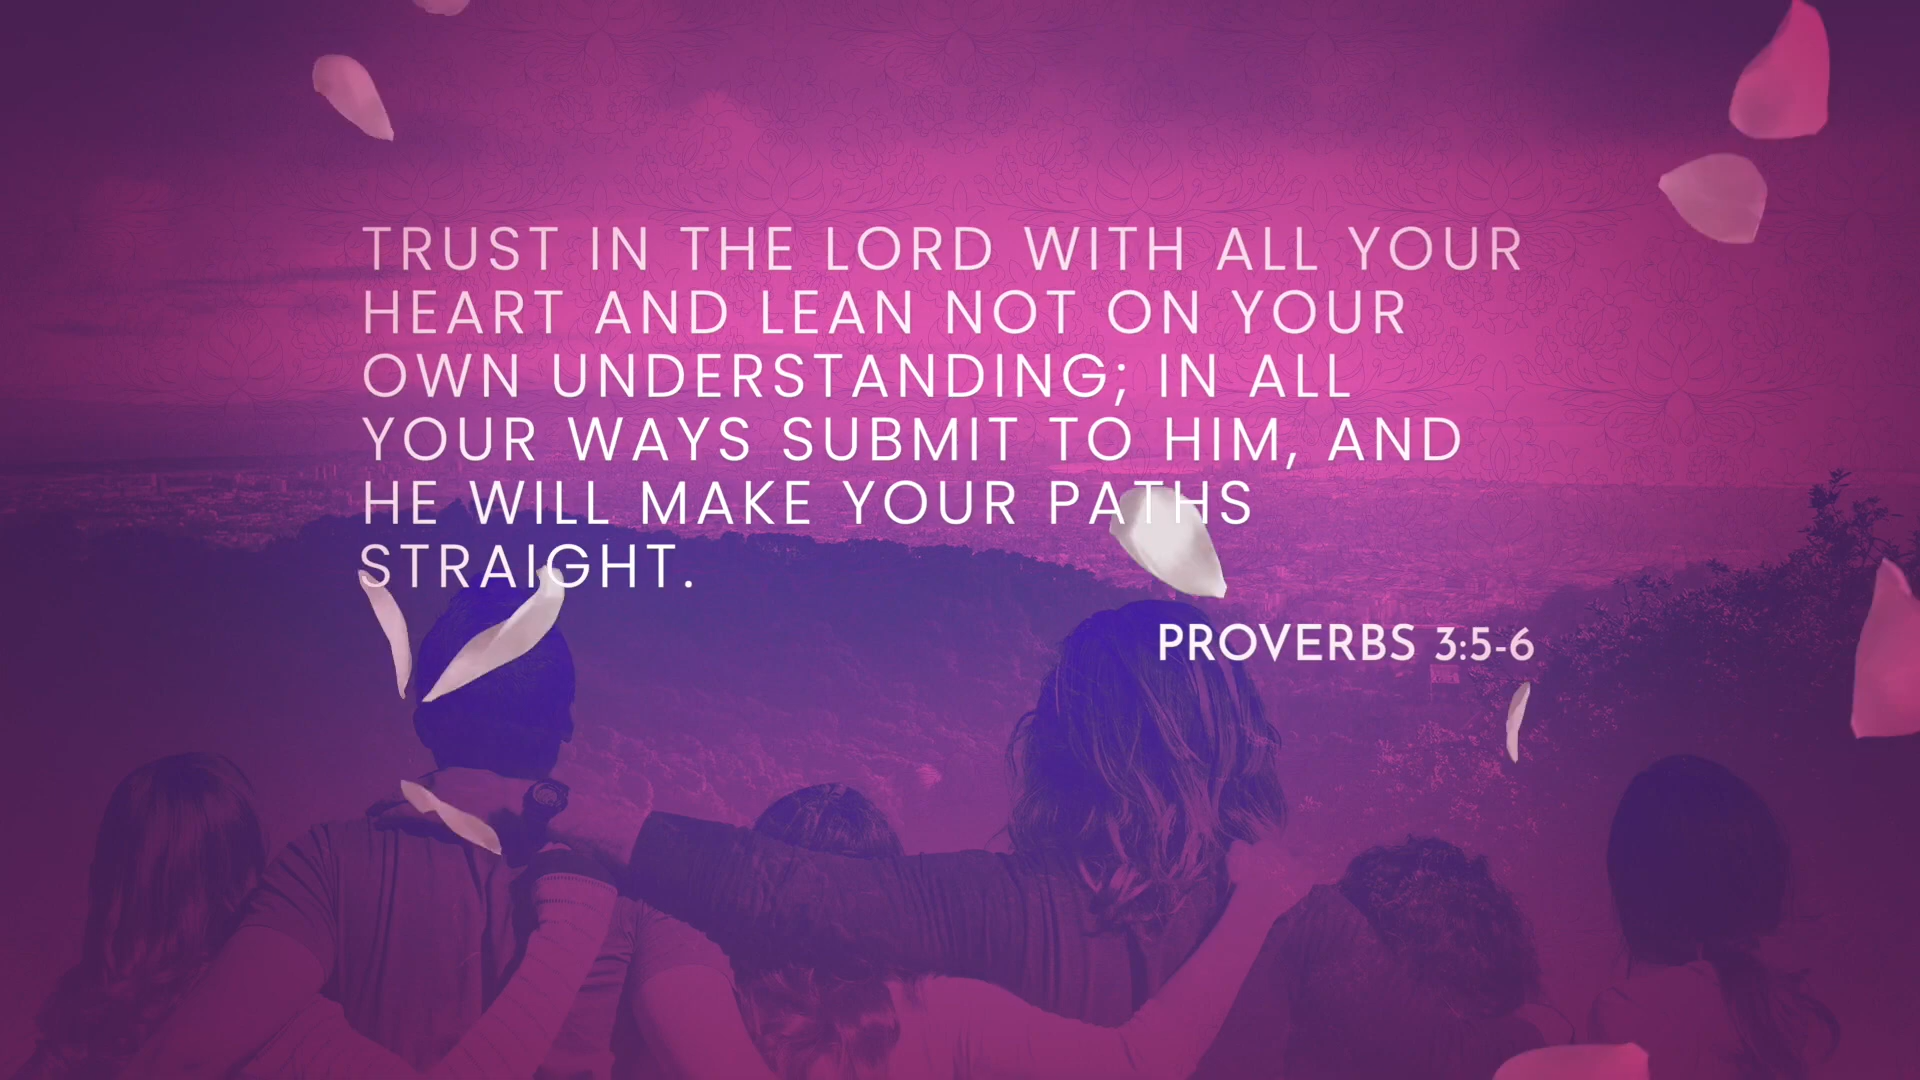 TRUST IN THE LORD WITH ALL YOUR
HEART AND LEAN NOT ON YOUR
OWN UNDERSTANDING; IN ALL
YOUR WAYS SUBMIT TO HIM, AND
HE WILL MAKE YOUR PATHS
STRAIGHT.
PROVERBS 3:5-6